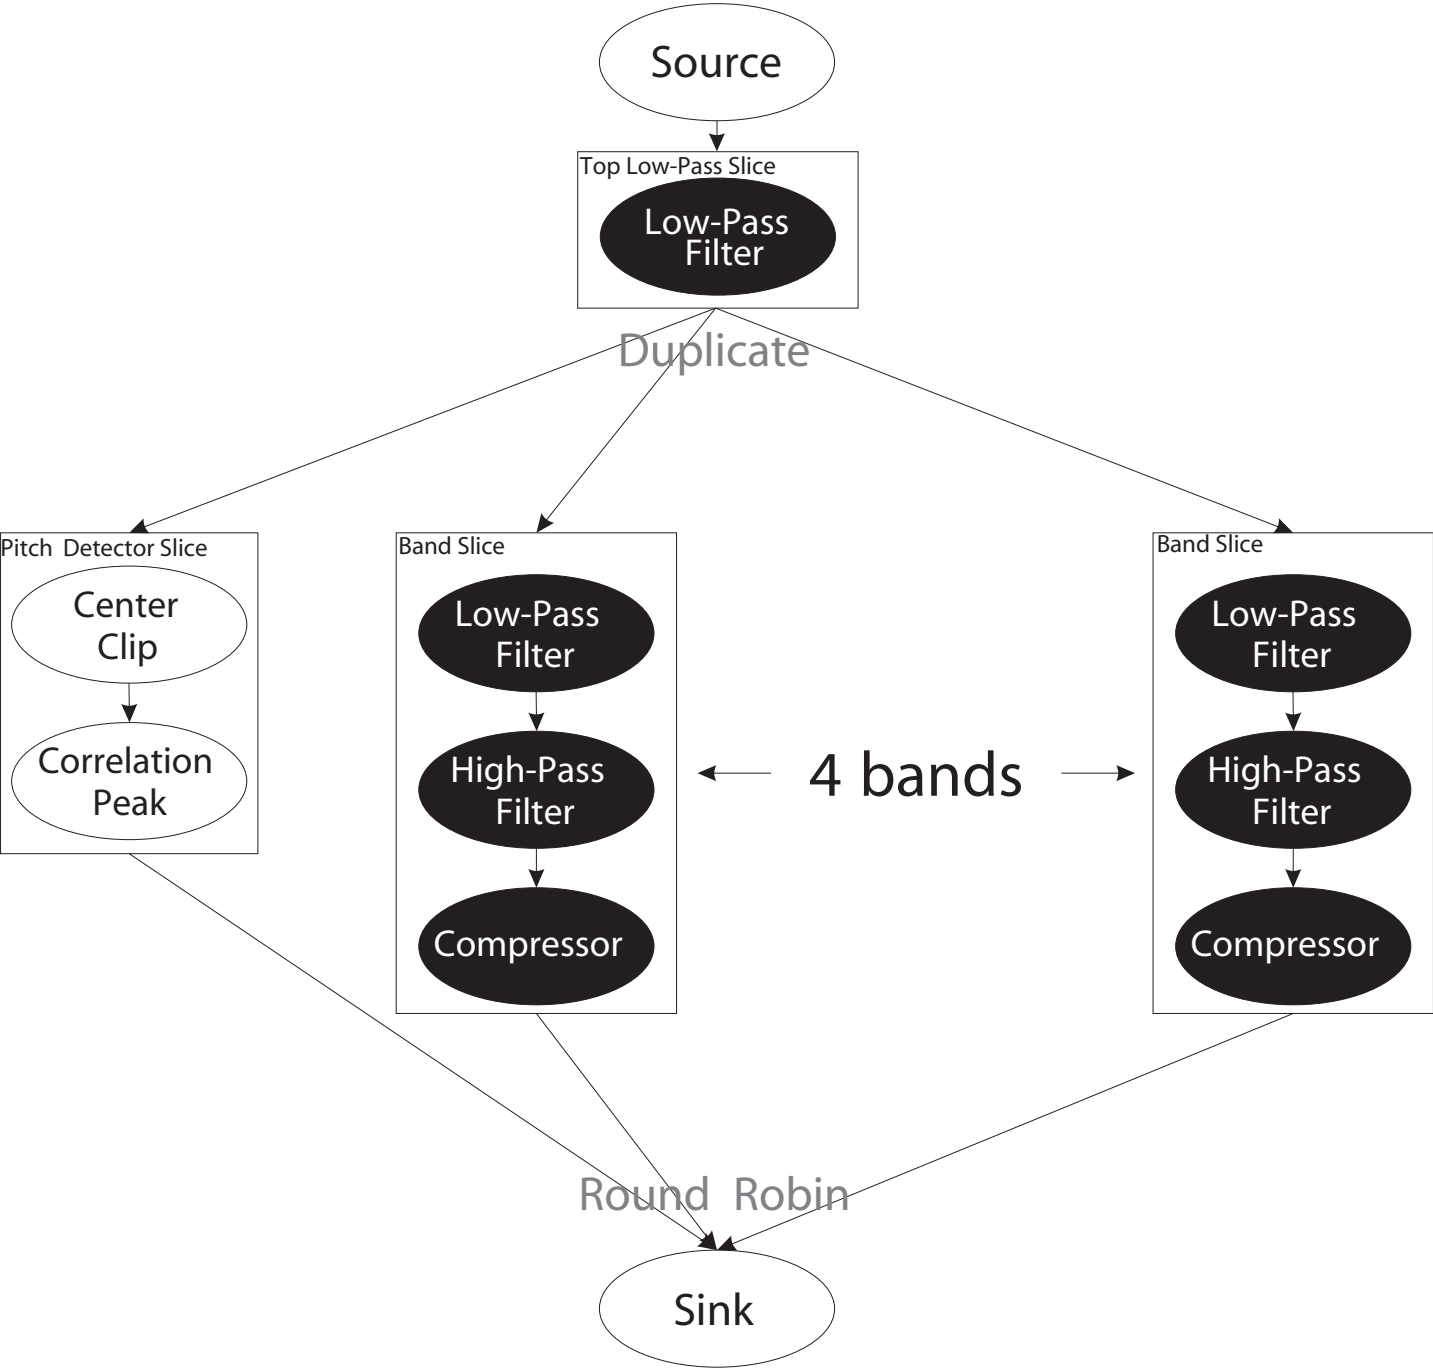 Source
Top Low-Pass Slice
Low-Pass
Filter
Duplicate
Pitch Detector Slice
Center
Clip
Correlation
Peak
Band Slice
Low-Pass
Filter
High-Pass
Filter
Compressor
4 bands
Band Slice
Low-Pass
Filter
High-Pass
Filter
Compressor
Round Robin
Sink